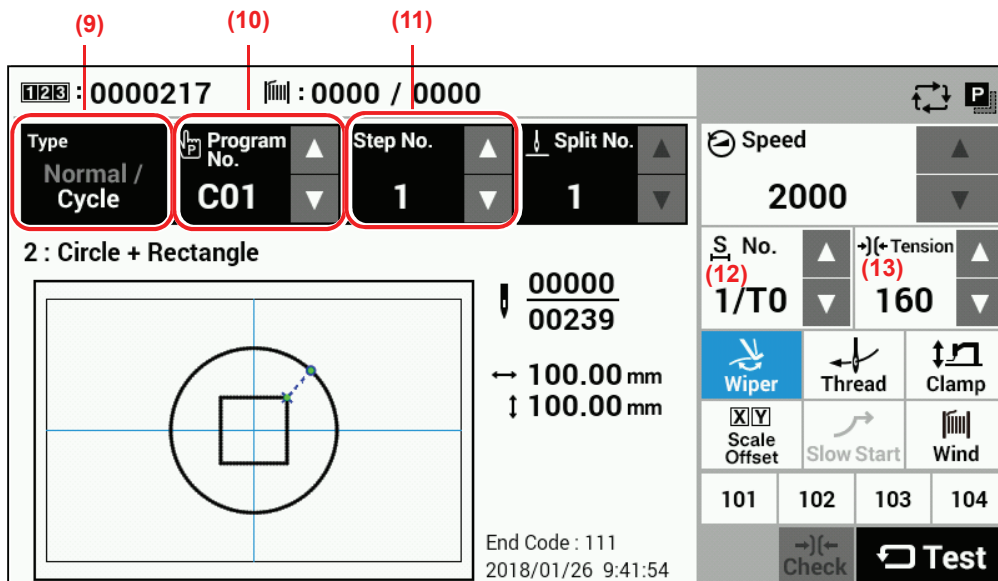 (9) (10) (11)
123 : 0000217 : 0000 / 0000 P
Type
Normal /
Cycle
P Program
No.
C01
Step No.
1
Split No.
1
Speed
2000
2 : Circle + Rectangle
S No.
(12)
1/T0
Tension
(13)
160
00000
00239
100.00 mm
100.00 mm
Wiper Thread Clamp
X Y
Scale
Offset
Slow Start Wind
101 102 103 104
End Code : 111
2018/01/26 9:41:54
Check
Test